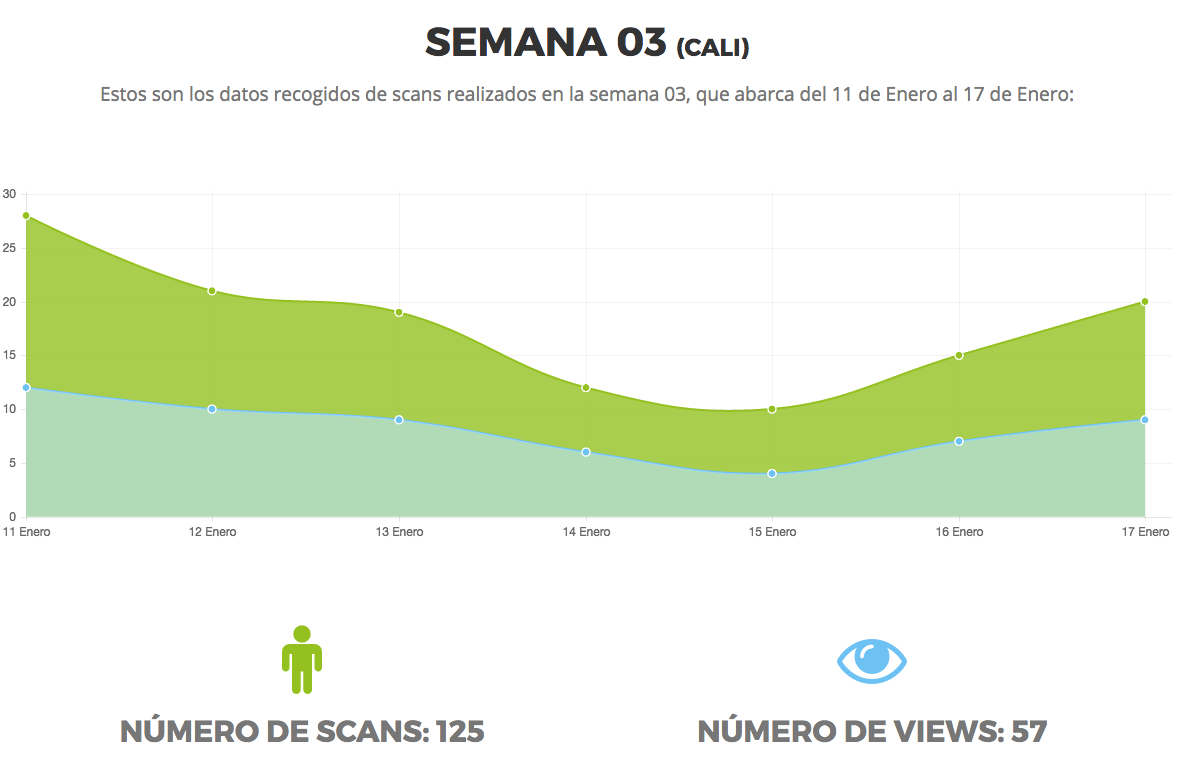 SEMANA 03 (CALI)
Estos son los datos recogidos de scans realizados en la semana 03, que abarca del 11 de Enero al 17 de Enero:
30
25
20
15
10
5
0
11 Enero 12 Enero 13 Enero 14 Enero 15 Enero 16 Enero 17 Enero
NÚMERO DE SCANS: 125 NÚMERO DE VIEWS: 57